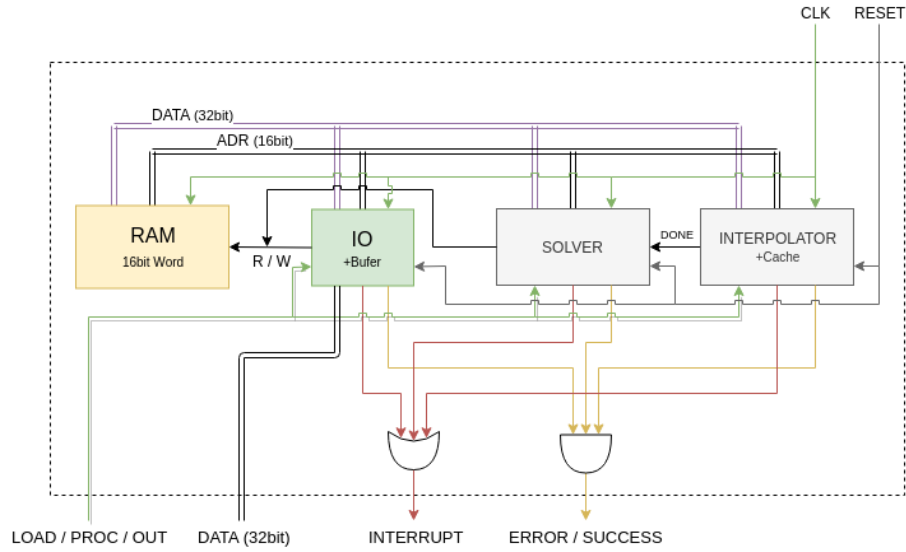 CLK RESET
DATA (32bit)
ADR (16bit)
RAM
16bit Word
R / W
IO
+Bufer
SOLVER
DONE
INTERPOLATOR
+Cache
LOAD / PROC / OUT DATA (32bit) INTERRUPT ERROR / SUCCESS